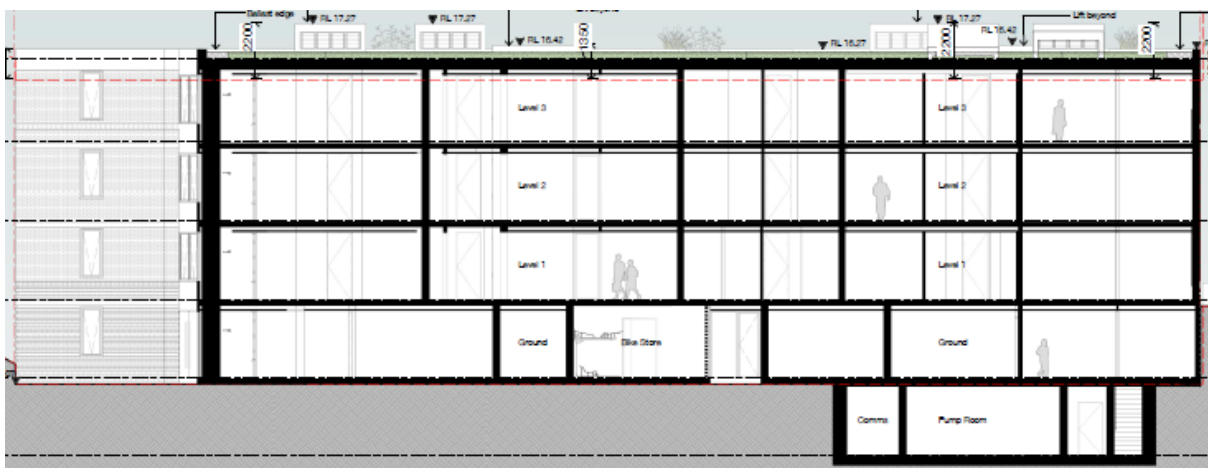 Ballast edge
RL 17.27
RL 17.27
RL 17.27
Lift beyond
2200
1350
RL 16.42
RL 16.27
2200
RL 16.42
2200
Level 3
Level 3
Level 2
Level 2
Level 1
Level 1
Ground
Bike Store
Ground
Comms
Pump Room